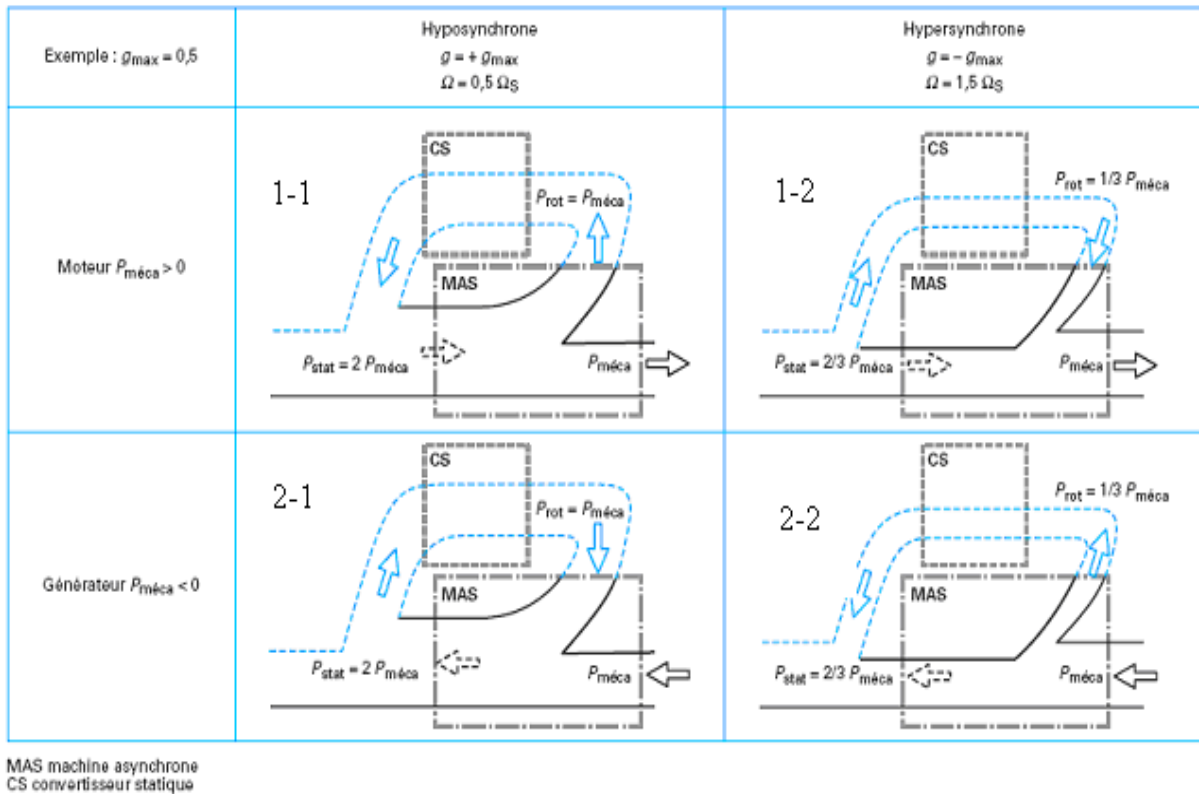 Exemple : gmax = 0,5
Hyposynchrone
g = + gmax
Ω = 0,5 ΩS
Hypersynchrone
g = – gmax
Ω = 1,5 ΩS
Moteur Pméca > 0
1-1
CS
Prot = Pméca
MAS
Pstat = 2 Pméca
Pméca
1-2
CS
Prot = 1/3 Pméca
MAS
Pstat = 2/3 Pméca
Pméca
Générateur Pméca < 0
2-1
CS
Prot = Pméca
MAS
Pstat = 2 Pméca
Pméca
2-2
CS
Prot = 1/3 Pméca
MAS
Pstat = 2/3 Pméca
Pméca
MAS machine asynchrone
CS convertisseur statique